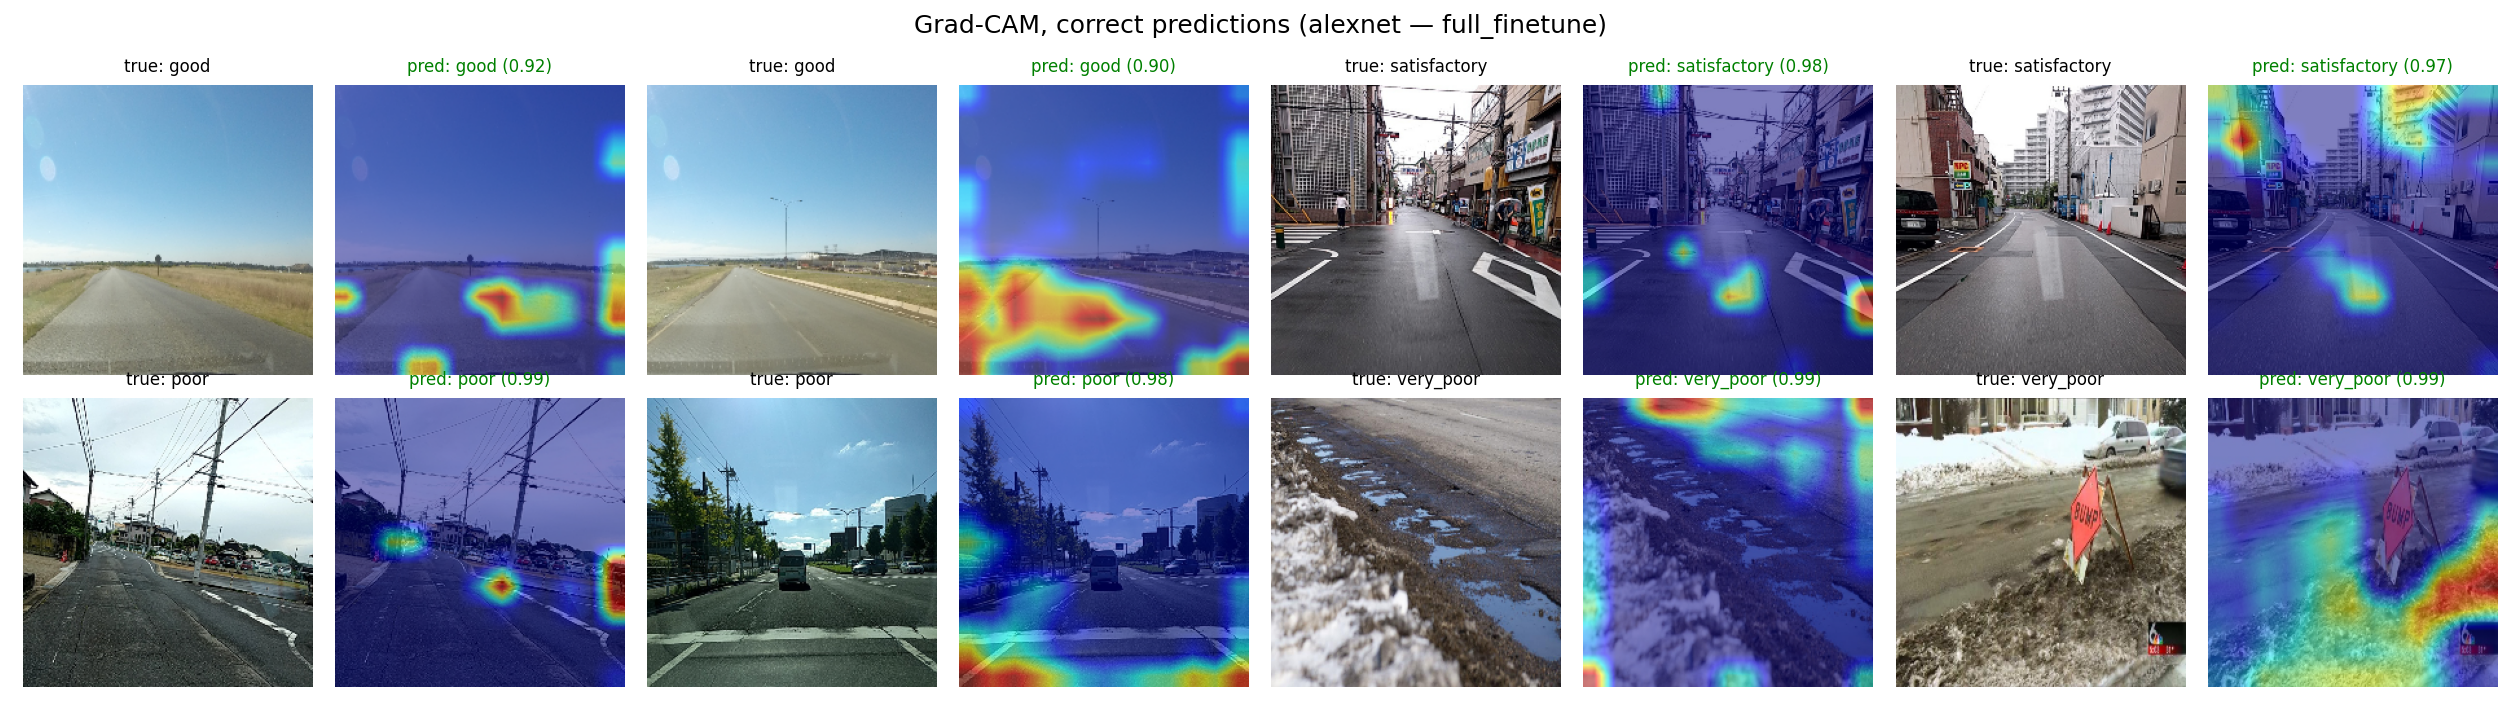 Grad-CAM, correct predictions (alexnet — full_finetune)
true: good
pred: good (0.92)
true: good
pred: good (0.90)
true: satisfactory
pred: satisfactory (0.98)
true: satisfactory
pred: satisfactory (0.97)
true: poor
pred: poor (0.99)
true: poor
pred: poor (0.98)
true: very_poor
pred: very_poor (0.99)
true: very_poor
pred: very_poor (0.99)
BUMP
BUMP